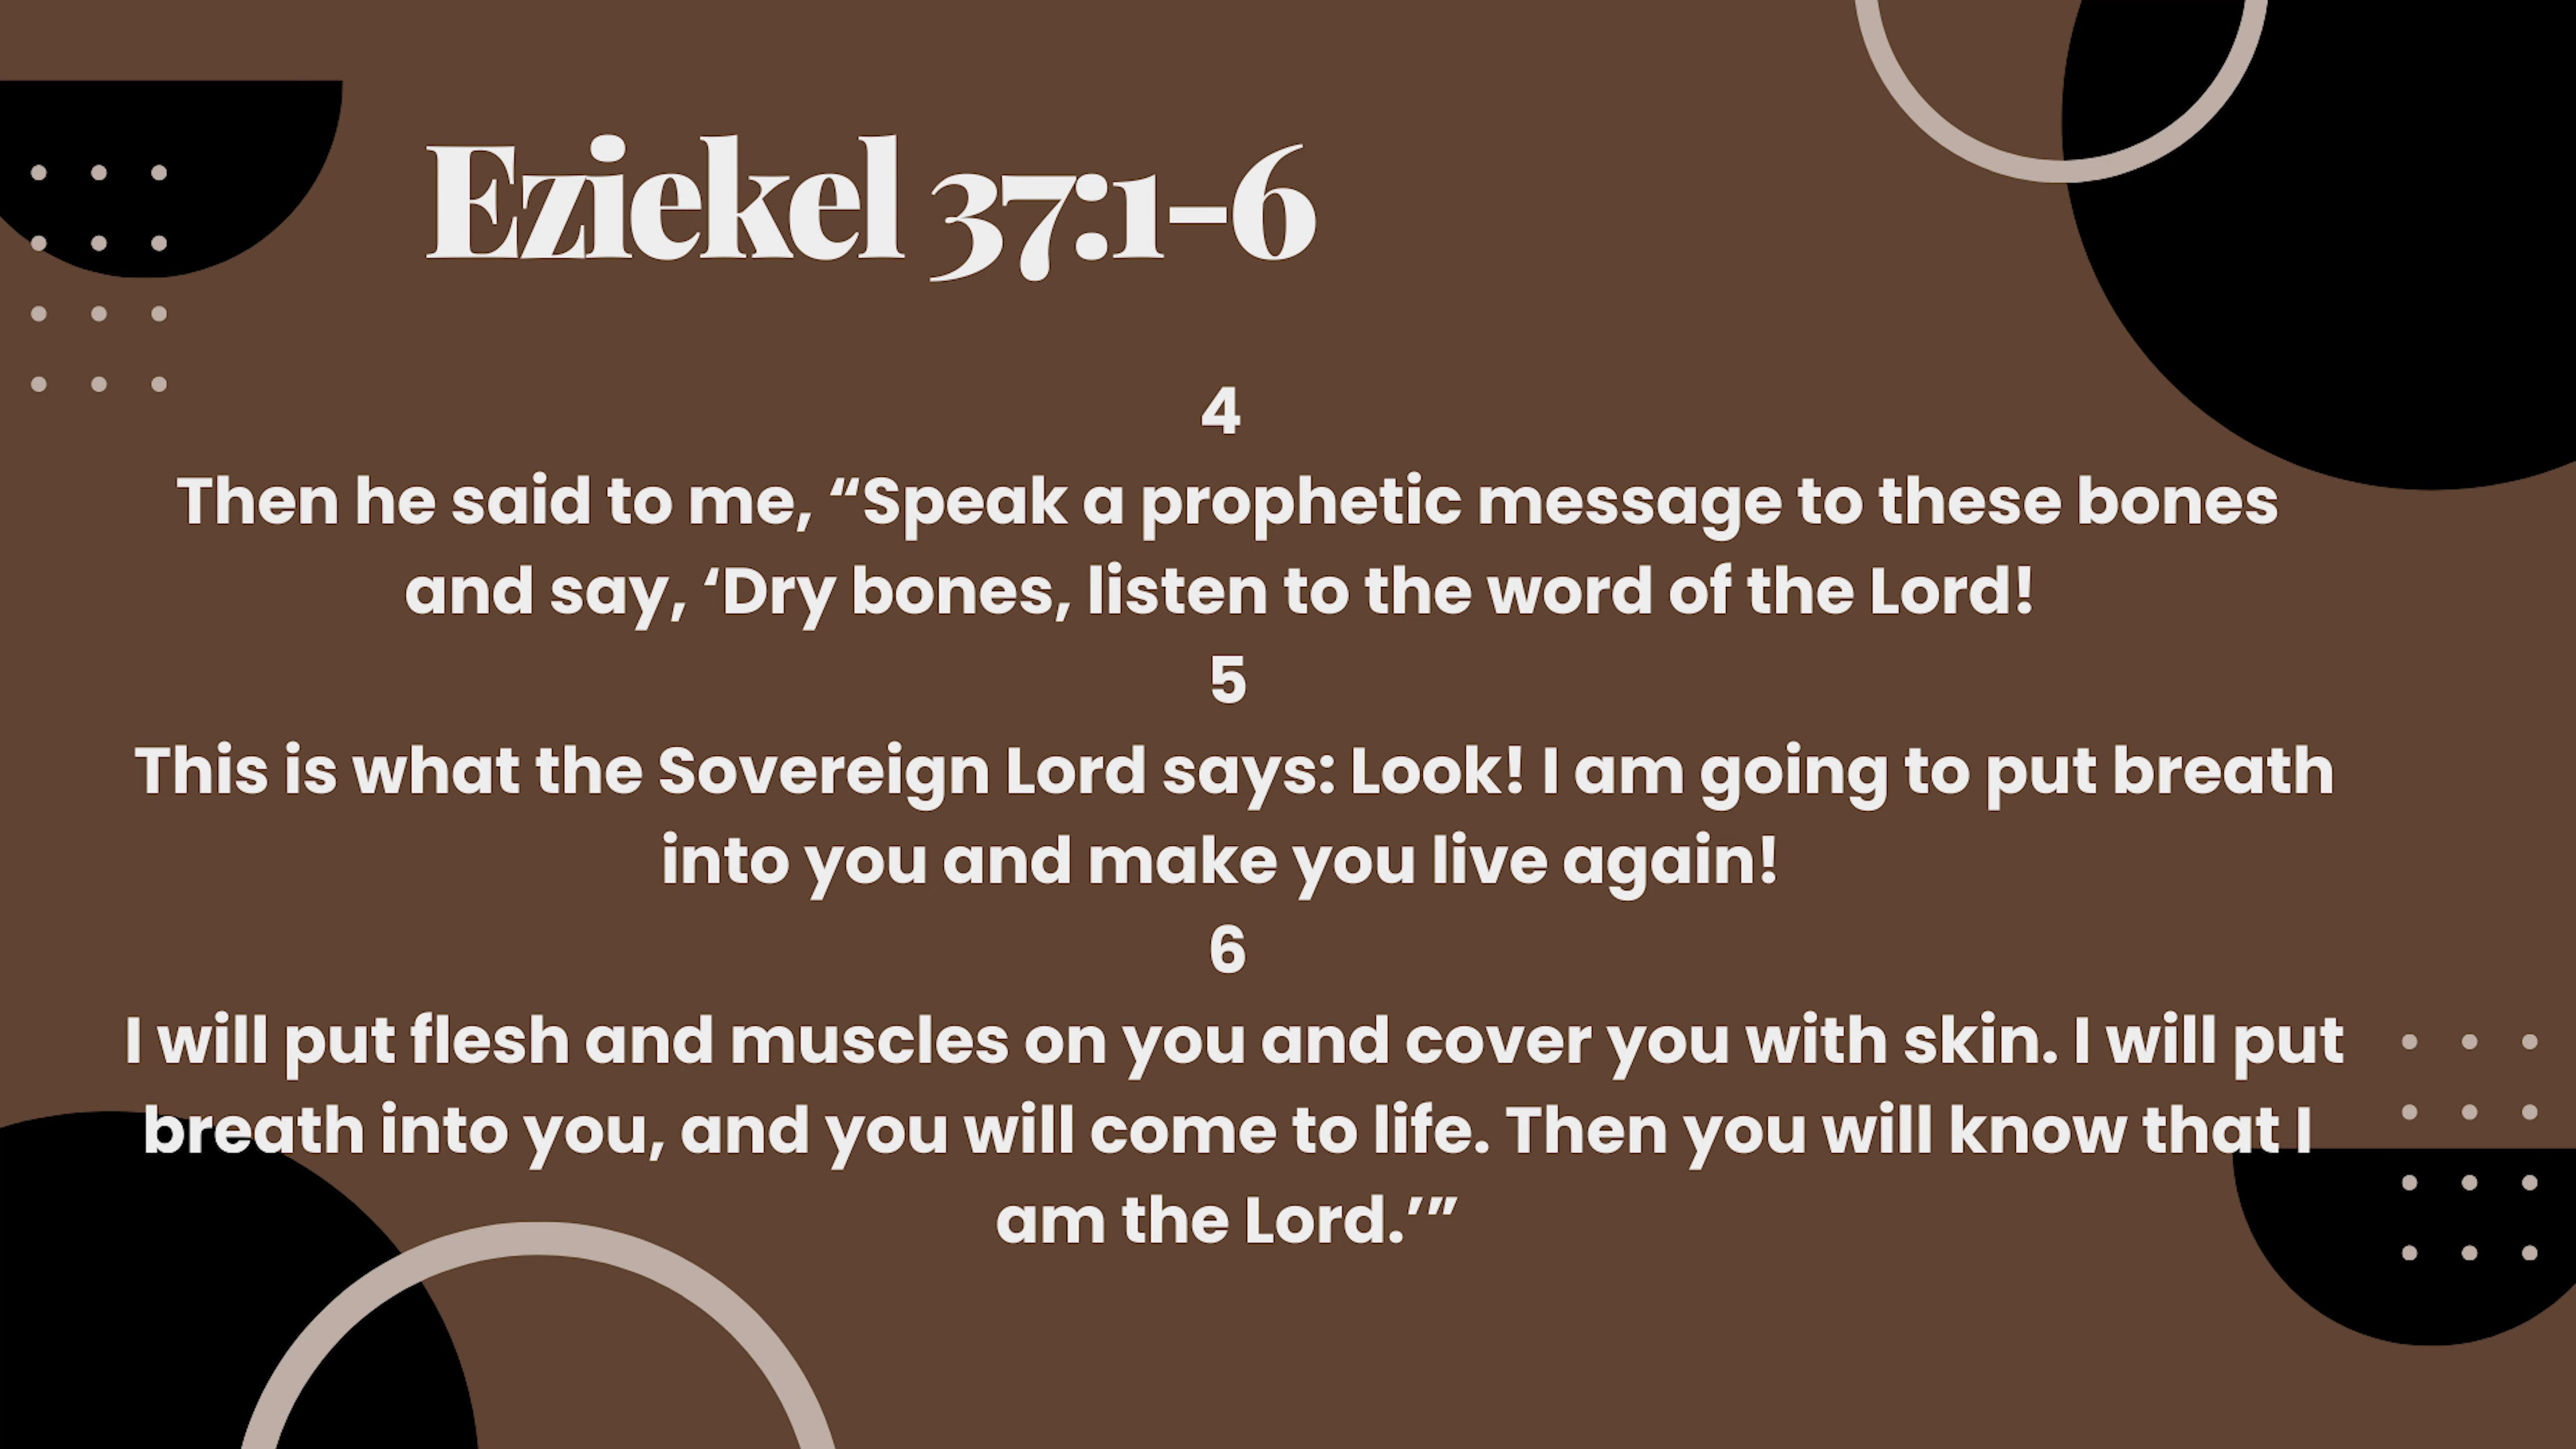 Eziekel 37:1-6
4
Then he said to me, “Speak a prophetic message to these bones
and say, ‘Dry bones, listen to the word of the Lord!
5
This is what the Sovereign Lord says: Look! I am going to put breath
into you and make you live again!
6
I will put flesh and muscles on you and cover you with skin. I will put
breath into you, and you will come to life. Then you will know that I
am the Lord.’”